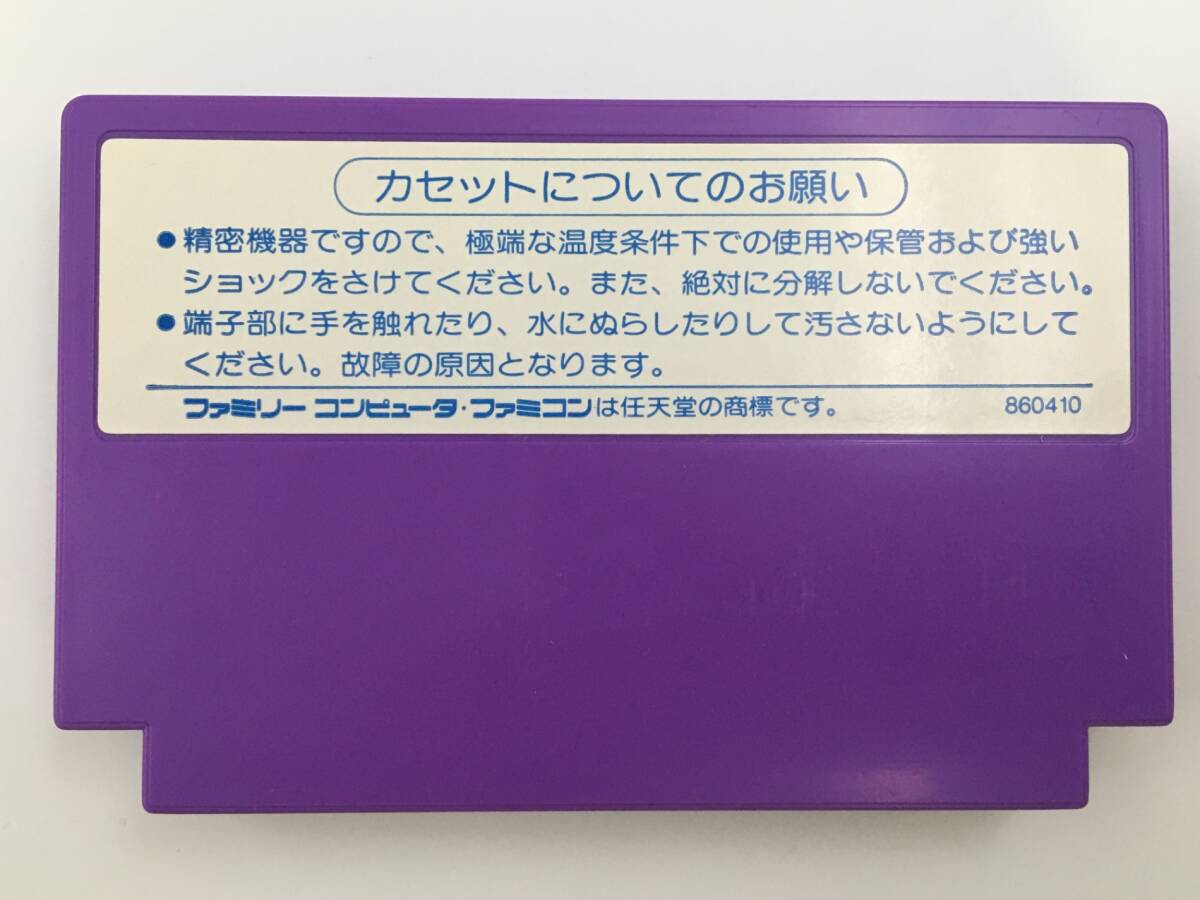 カセットについてのお願い
●精密機器ですので、極端な温度条件下での使用や保管および強い
ショックをさけてください。また、絶対に分解しないでください。
●端子部に手を触れたり、水にぬらしたりして汚さないようにして
ください。故障の原因となります。
ファミリー コンピュータ・ファミコンは任天堂の商標です。 860410